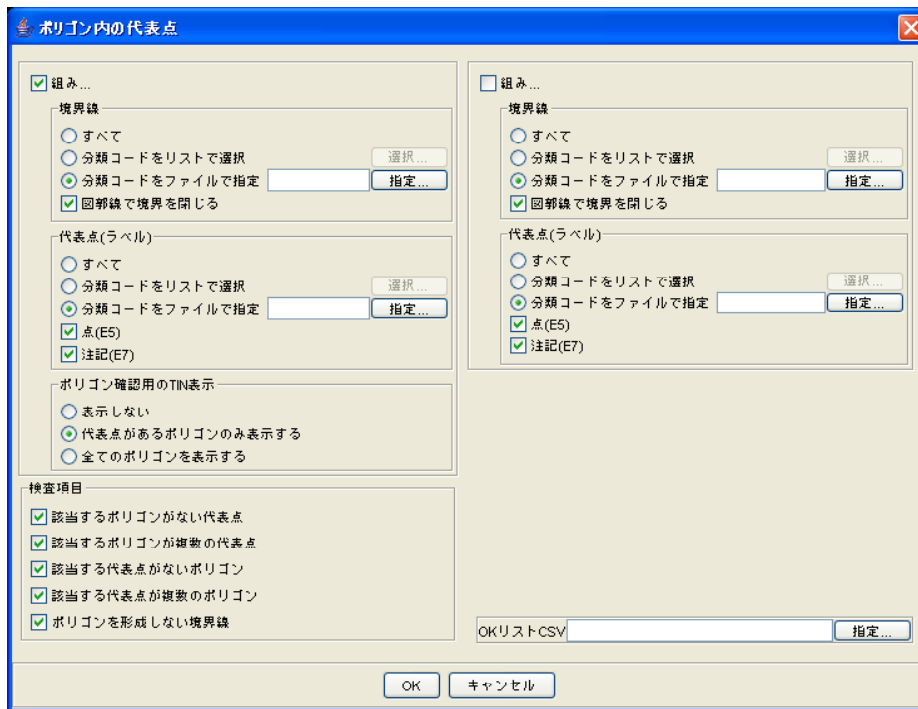 ポリゴン内の代表点
組み...
境界線
すべて
分類コードをリストで選択 選択...
分類コードをファイルで指定 指定...
図郭線で境界を閉じる
代表点(ラベル)
すべて
分類コードをリストで選択 選択...
分類コードをファイルで指定 指定...
点(E5)
注記(E7)
ポリゴン確認用のTIN表示
表示しない
代表点があるポリゴンのみ表示する
全てのポリゴンを表示する
検査項目
該当するポリゴンがない代表点
該当するポリゴンが複数の代表点
該当する代表点がないポリゴン
該当する代表点が複数のポリゴン
ポリゴンを形成しない境界線
組み...
境界線
すべて
分類コードをリストで選択 選択...
分類コードをファイルで指定 指定...
図郭線で境界を閉じる
代表点(ラベル)
すべて
分類コードをリストで選択 選択...
分類コードをファイルで指定 指定...
点(E5)
注記(E7)
OKリストCSV 指定...
OK キャンセル